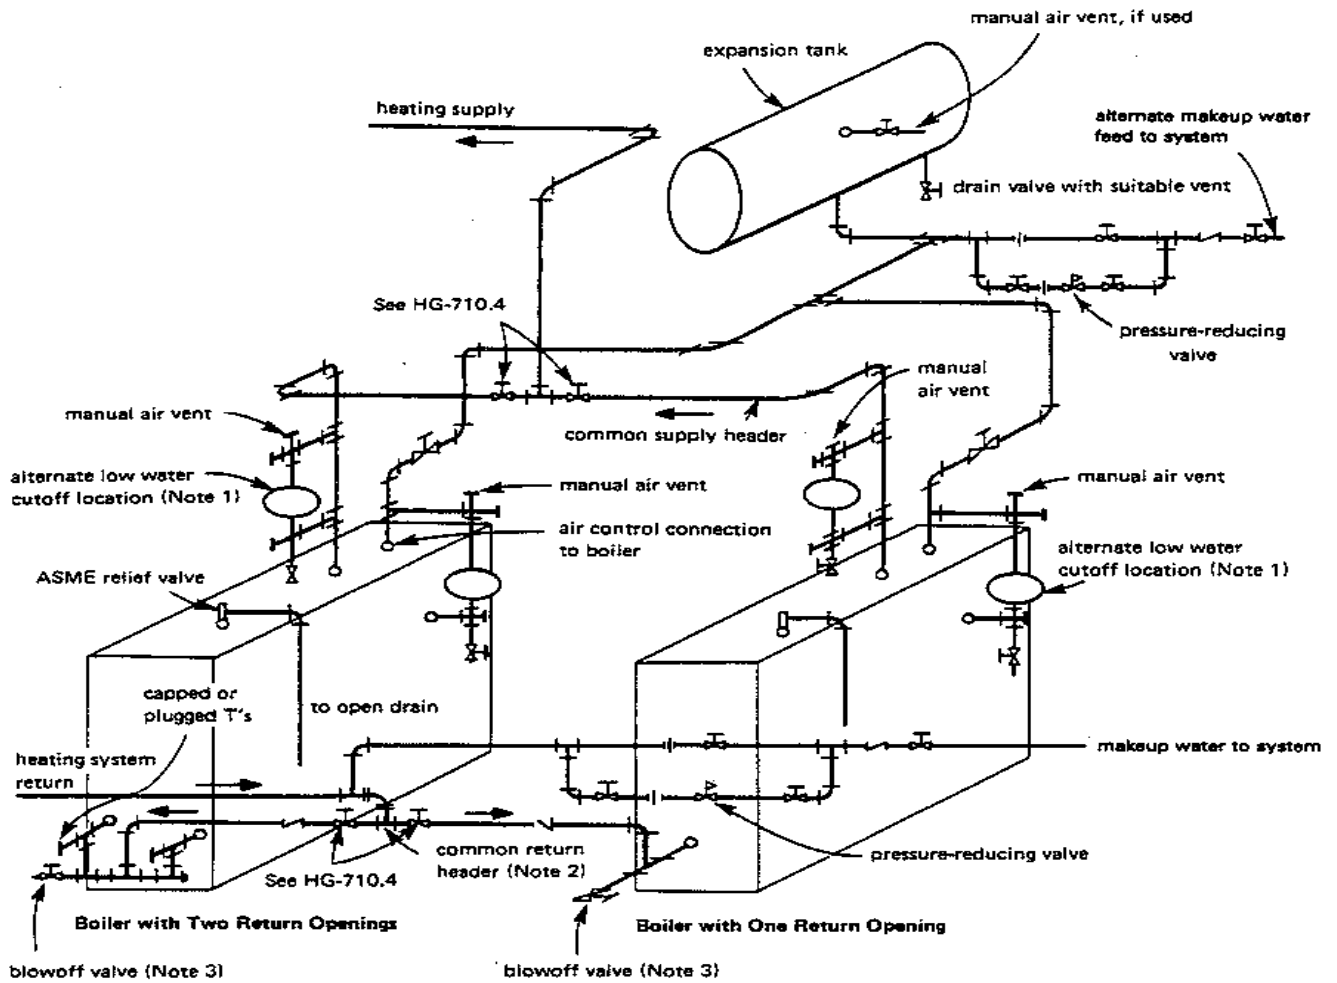 manual air vent, if used
expansion tank
heating supply
alternate makeup water
feed to system
drain valve with suitable vent
See HG-710.4
pressure-reducing
valve
manual
air vent
manual air vent
common supply header
alternate low water
cutoff location (Note 1)
manual air vent
manual air vent
air control connection
to boiler
alternate low water
cutoff location (Note 1)
ASME relief valve
capped or
plugged T's
to open drain
heating system
return
makeup water to system
common return
header (Note 2)
See HG-710.4
pressure-reducing valve
Boiler with Two Return Openings
Boiler with One Return Opening
blowoff valve (Note 3)
blowoff valve (Note 3)